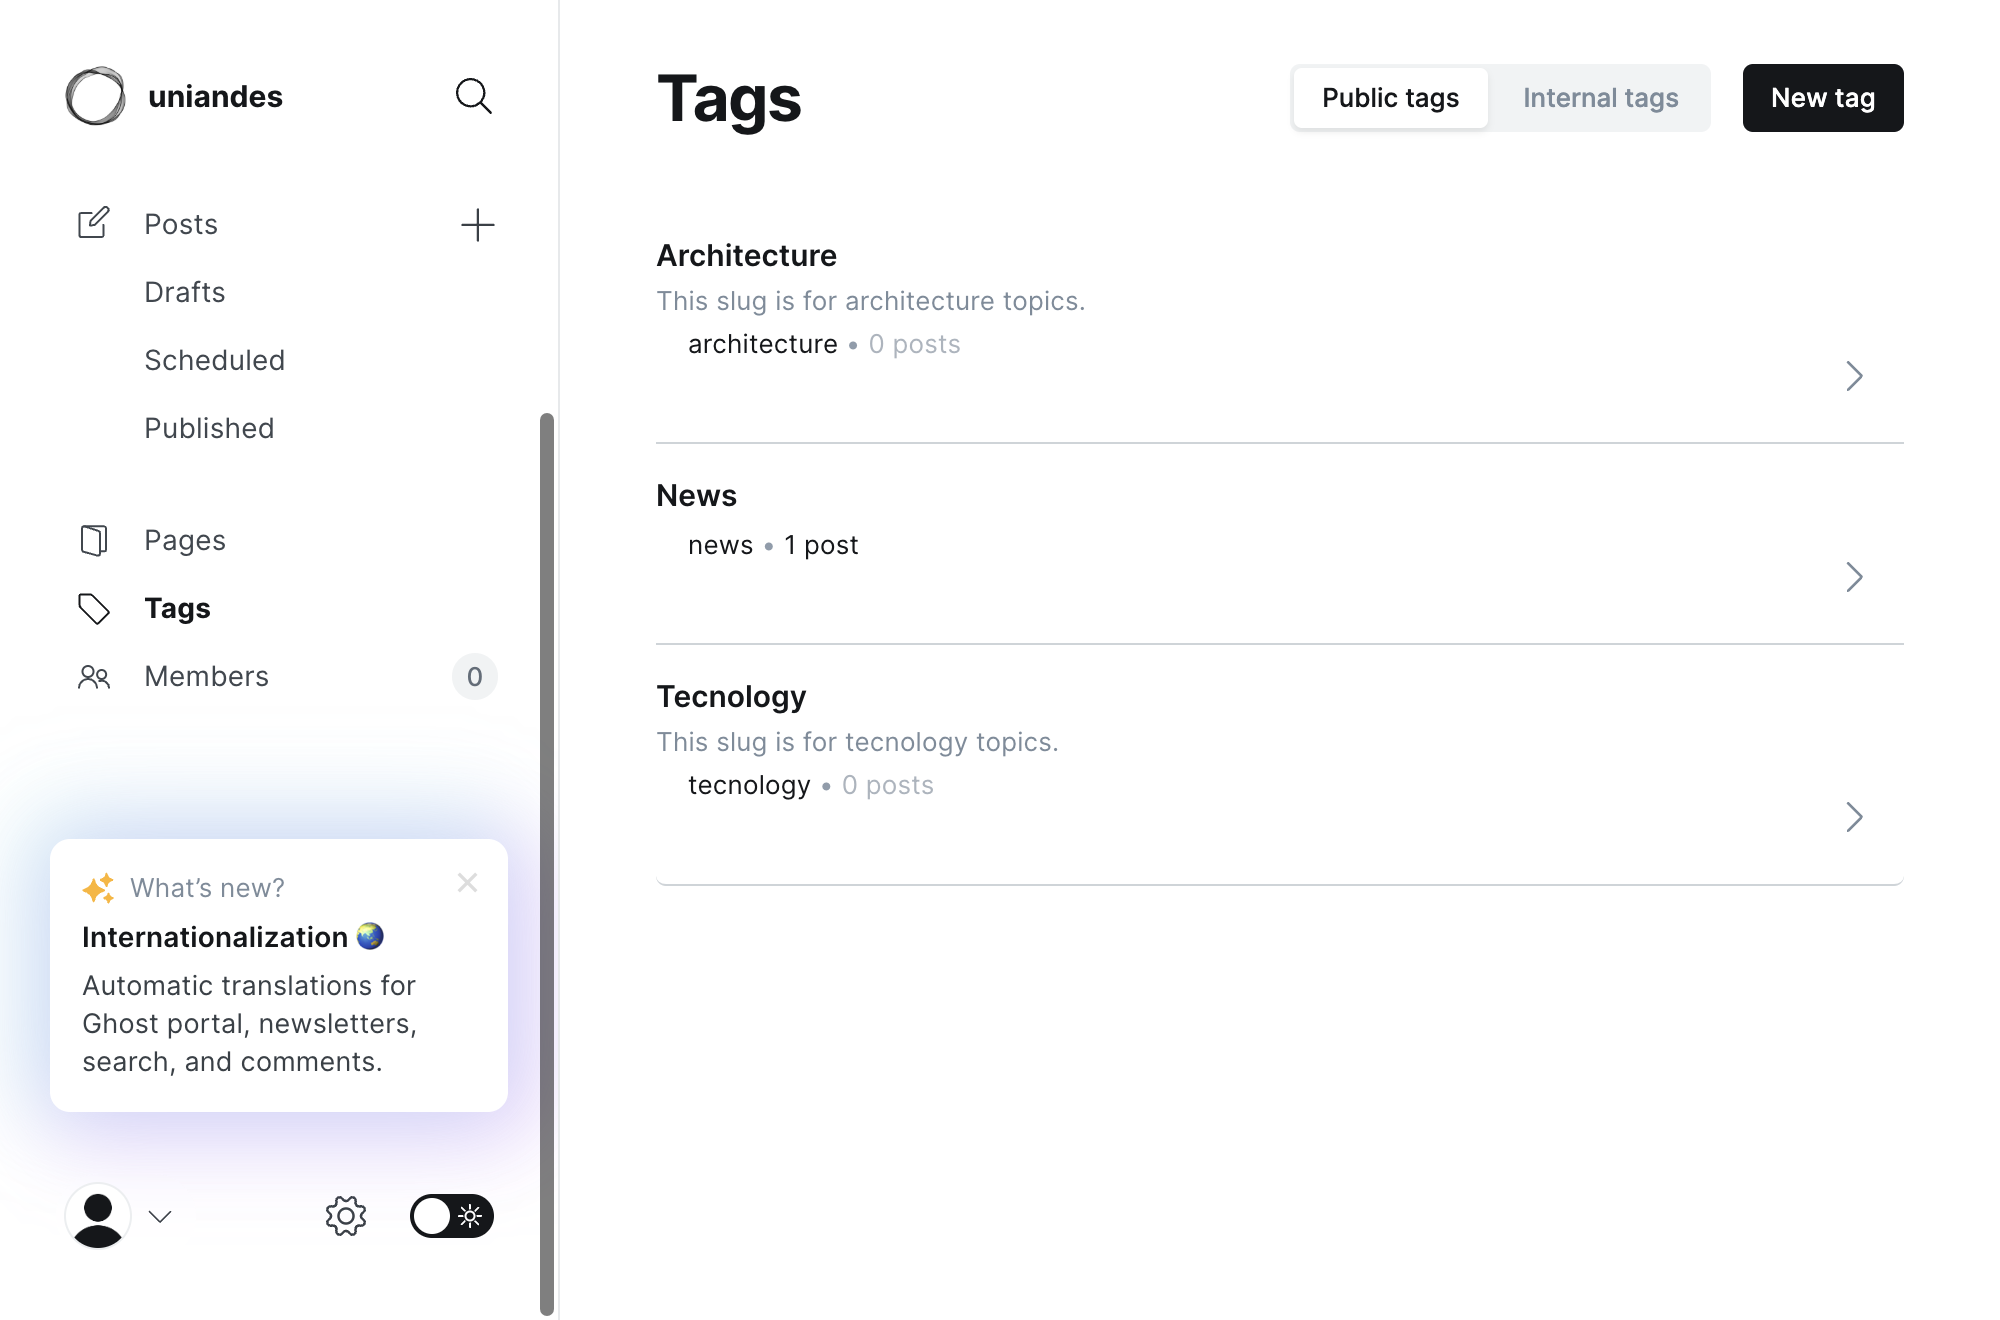 uniandes
Posts
Drafts
Scheduled
Published
Pages
Tags
Members
0
What's new?
Internationalization 🌏
Automatic translations for
Ghost portal, newsletters,
search, and comments.
Tags
Public tags
Internal tags
New tag
Architecture
This slug is for architecture topics.
architecture • 0 posts
News
news • 1 post
Tecnology
This slug is for tecnology topics.
tecnology • 0 posts